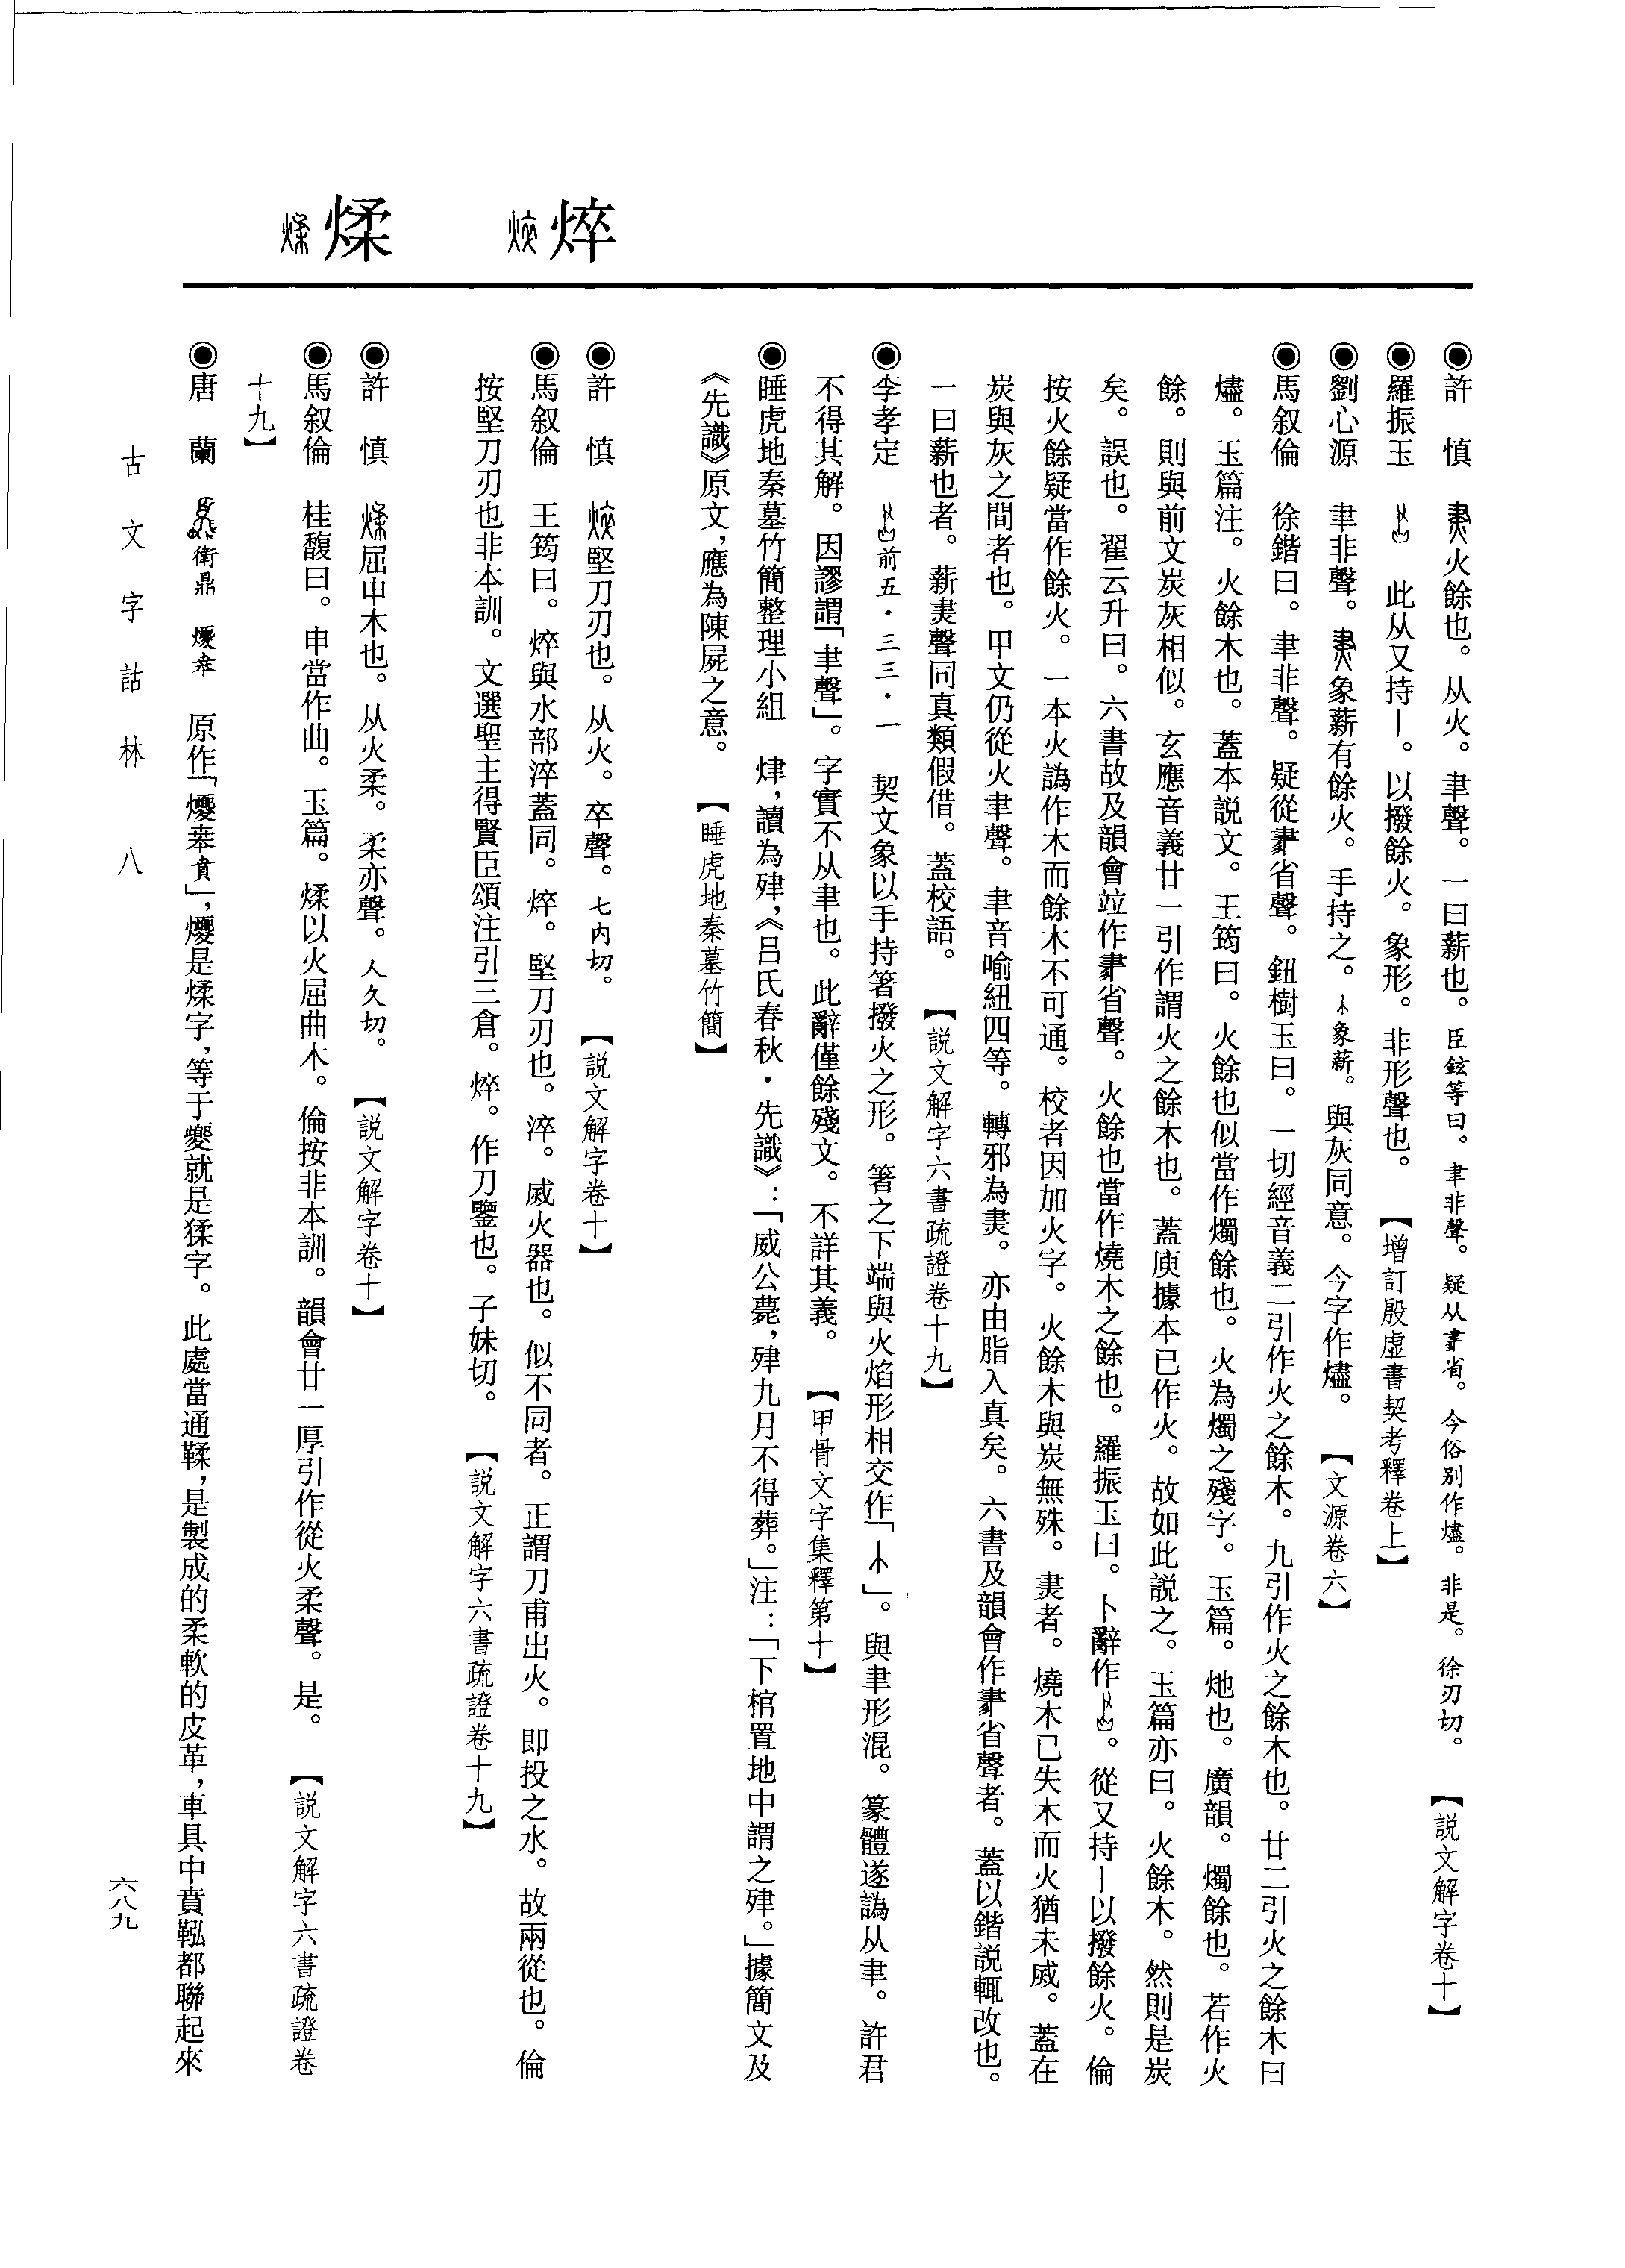 焠
煣
◉許　慎　火餘也。从火。聿聲。一曰薪也。臣鉉等曰。聿非聲。疑从𦘔省。今俗别作燼。非是。徐刃切。【説文解字卷十】
◉羅振玉　此从又持丨。以撥餘火。象形。非形聲也。【增訂殷虛書契考釋卷上】
◉劉心源　聿非聲。象薪有餘火。手持之。象薪。與灰同意。今字作燼。【文源卷六】
◉馬叙倫　徐鍇曰。聿非聲。疑從𦘔省聲。鈕樹玉曰。一切經音義二引作火之餘木。九引作火之餘木也。廿二引火之餘木曰
燼。玉篇注。火餘木也。蓋本説文。王筠曰。火餘也似當作燭餘也。火為燭之殘字。玉篇。灺也。廣韻。燭餘也。若作火
餘。則與前文炭灰相似。玄應音義廿一引作謂火之餘木也。蓋庾據本已作火。故如此説之。玉篇亦曰。火餘木。然則是炭
矣。誤也。翟云升曰。六書故及韻會竝作𦘔省聲。火餘也當作燒木之餘也。羅振玉曰。卜辭作。從又持丨以撥餘火。倫
按火餘疑當作餘火。一本火譌作木而餘木不可通。校者因加火字。火餘木與炭無殊。㶳者。燒木已失木而火猶未烕。蓋在
炭與灰之間者也。甲文仍從火聿聲。聿音喻紐四等。轉邪為㶳。亦由脂入真矣。六書及韻會作𦘔省聲者。蓋以鍇説輒改也。
一曰薪也者。薪㶳聲同真類假借。蓋校語。【説文解字六書疏證卷十九】
◉李孝定　前五・三三・一　契文象以手持箸撥火之形。箸之下端與火焰形相交作「」。與聿形混。篆體遂譌从聿。許君
不得其解。因謬謂「聿聲」。字實不从聿也。此辭僅餘殘文。不詳其義。【甲骨文字集釋第十】
◉睡虎地秦墓竹簡整理小組　㶳，讀為肂，《吕氏春秋・先識》：「威公薨，肂九月不得葬。」注：「下棺置地中謂之肂。」據簡文及
《先識》原文，應為陳屍之意。【睡虎地秦墓竹簡】
◉許　慎　堅刀刃也。从火。卒聲。七内切。【説文解字卷十】
◉馬叙倫　王筠曰。焠與水部淬蓋同。焠。堅刀刃也。淬。烕火器也。似不同者。正謂刀甫出火。即投之水。故兩從也。倫
按堅刀刃也非本訓。文選聖主得賢臣頌注引三倉。焠。作刀鑒也。子妹切。【説文解字六書疏證卷十九】
◉許　慎　屈申木也。从火柔。柔亦聲。人久切。【説文解字卷十】
◉馬叙倫　桂馥曰。申當作曲。玉篇。煣以火屈曲木。倫按非本訓。韻會廿一厚引作從火柔聲。是。【説文解字六書疏證卷
十九】
◉唐　蘭　衛鼎　原作「」，是煣字，等于夒就是猱字。此處當通鞣，是製成的柔軟的皮革，車具中賁䩑都聯起來
古文字詁林　八
六八九